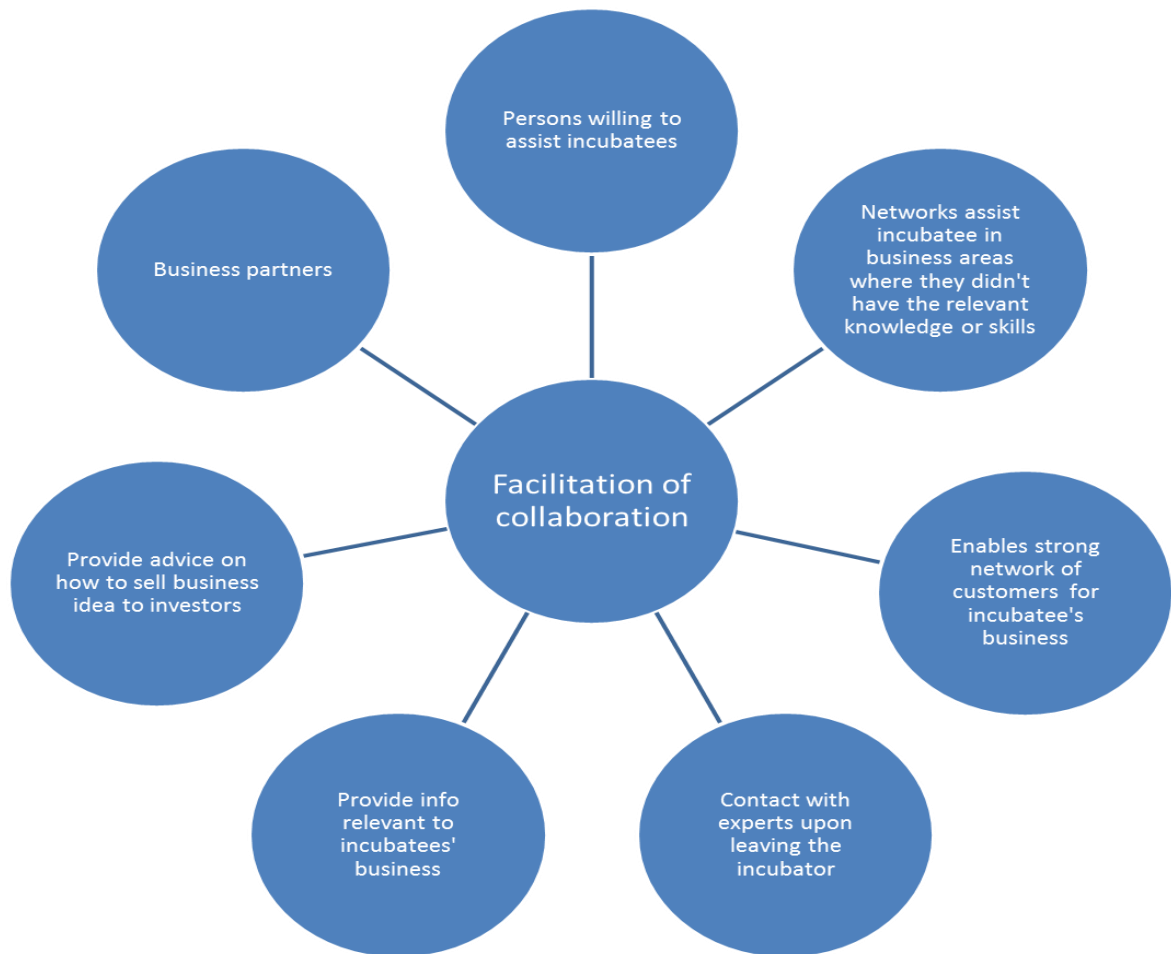 Persons willing to
assist incubatees
Networks assist
incubatee in
business areas
where they didn't
have the relevant
knowledge or skills
Enables strong
network of
customers for
incubatee's
business
Contact with
experts upon
leaving the
incubator
Provide info
relevant to
incubatees'
business
Provide advice on
how to sell business
idea to investors
Business partners
Facilitation of
collaboration